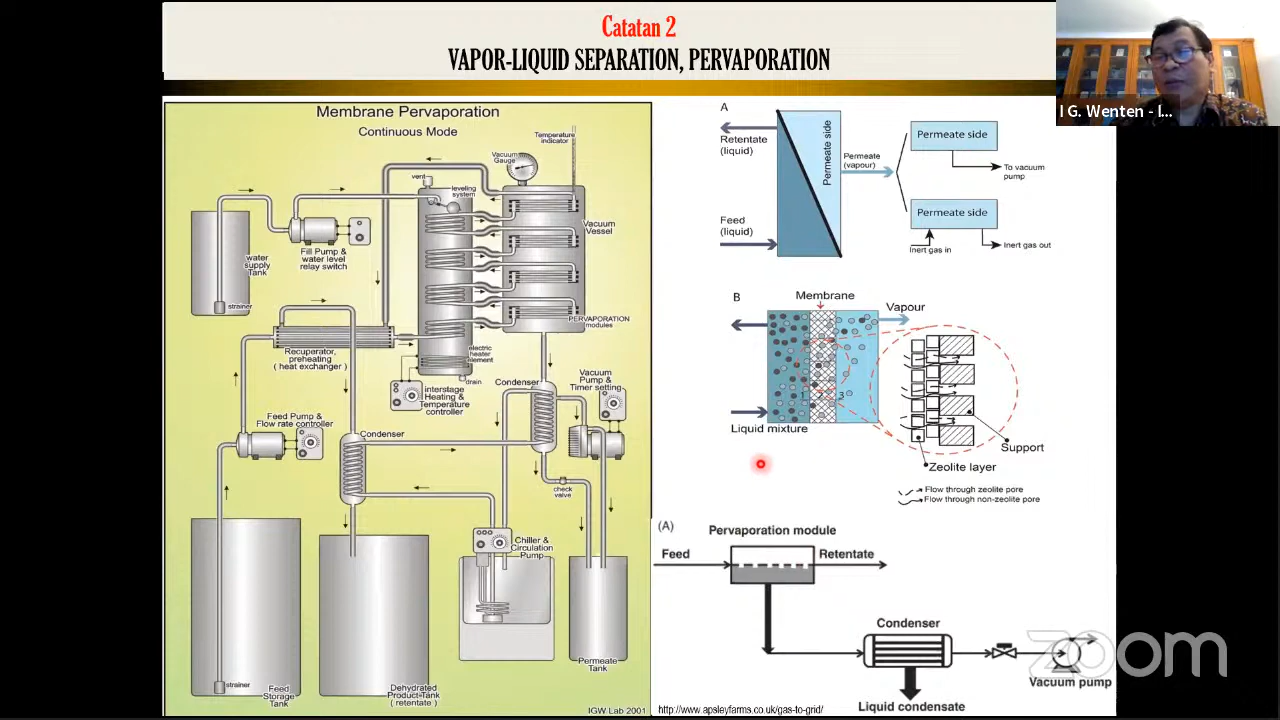 Catatan 2
VAPOR-LIQUID SEPARATION, PERVAPORATION
I G. Wenten - I...
Membrane Pervaporation
Continuous Mode
Temperature
indicator
Vacuum
Gauge
vent
leveling
system
Vacuum
Vessel
Fill Pump &
water level
relay switch
water
supply
Tank
strainer
PERVAPORATION
modules
Recuperator,
preheating
( heat exchanger )
electric
heater
element
drain
interstage
Heating &
Temperature
controller
Condenser
Vacuum
Pump &
Timer setting
Feed Pump &
Flow rate controller
Condenser
check
valve
Chiller &
Circulation
Pump
strainer
Feed
Storage
Tank
Dehydrated
Product Tank
( retentate )
Permeate
Tank
IGW Lab 2001
A
Retentate
(liquid)
Feed
(liquid)
Permeate side
Permeate
(vapour)
Permeate side
To vacuum
pump
Permeate side
Inert gas in
Inert gas out
B
Membrane
Vapour
1 2 3
Liquid mixture
Support
Zeolite layer
Flow through zeolite pore
Flow through non-zeolite pore
(A)
Pervaporation module
Feed
Retentate
Condenser
Vacuum pump
Liquid condensate
http://www.apsleyfarms.co.uk/gas-to-grid/
zoom